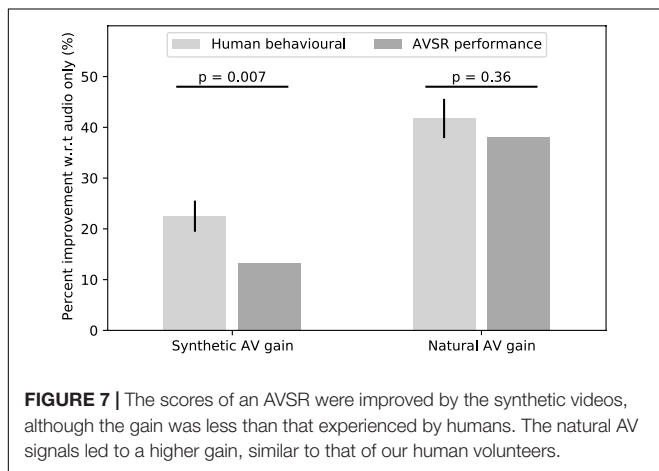 Human behavioural AVSR performance
p = 0.007 p = 0.36
Percent improvement w.r.t audio only (%)
50
40
30
20
10
0
Synthetic AV gain Natural AV gain
FIGURE 7 | The scores of an AVSR were improved by the synthetic videos,
although the gain was less than that experienced by humans. The natural AV
signals led to a higher gain, similar to that of our human volunteers.